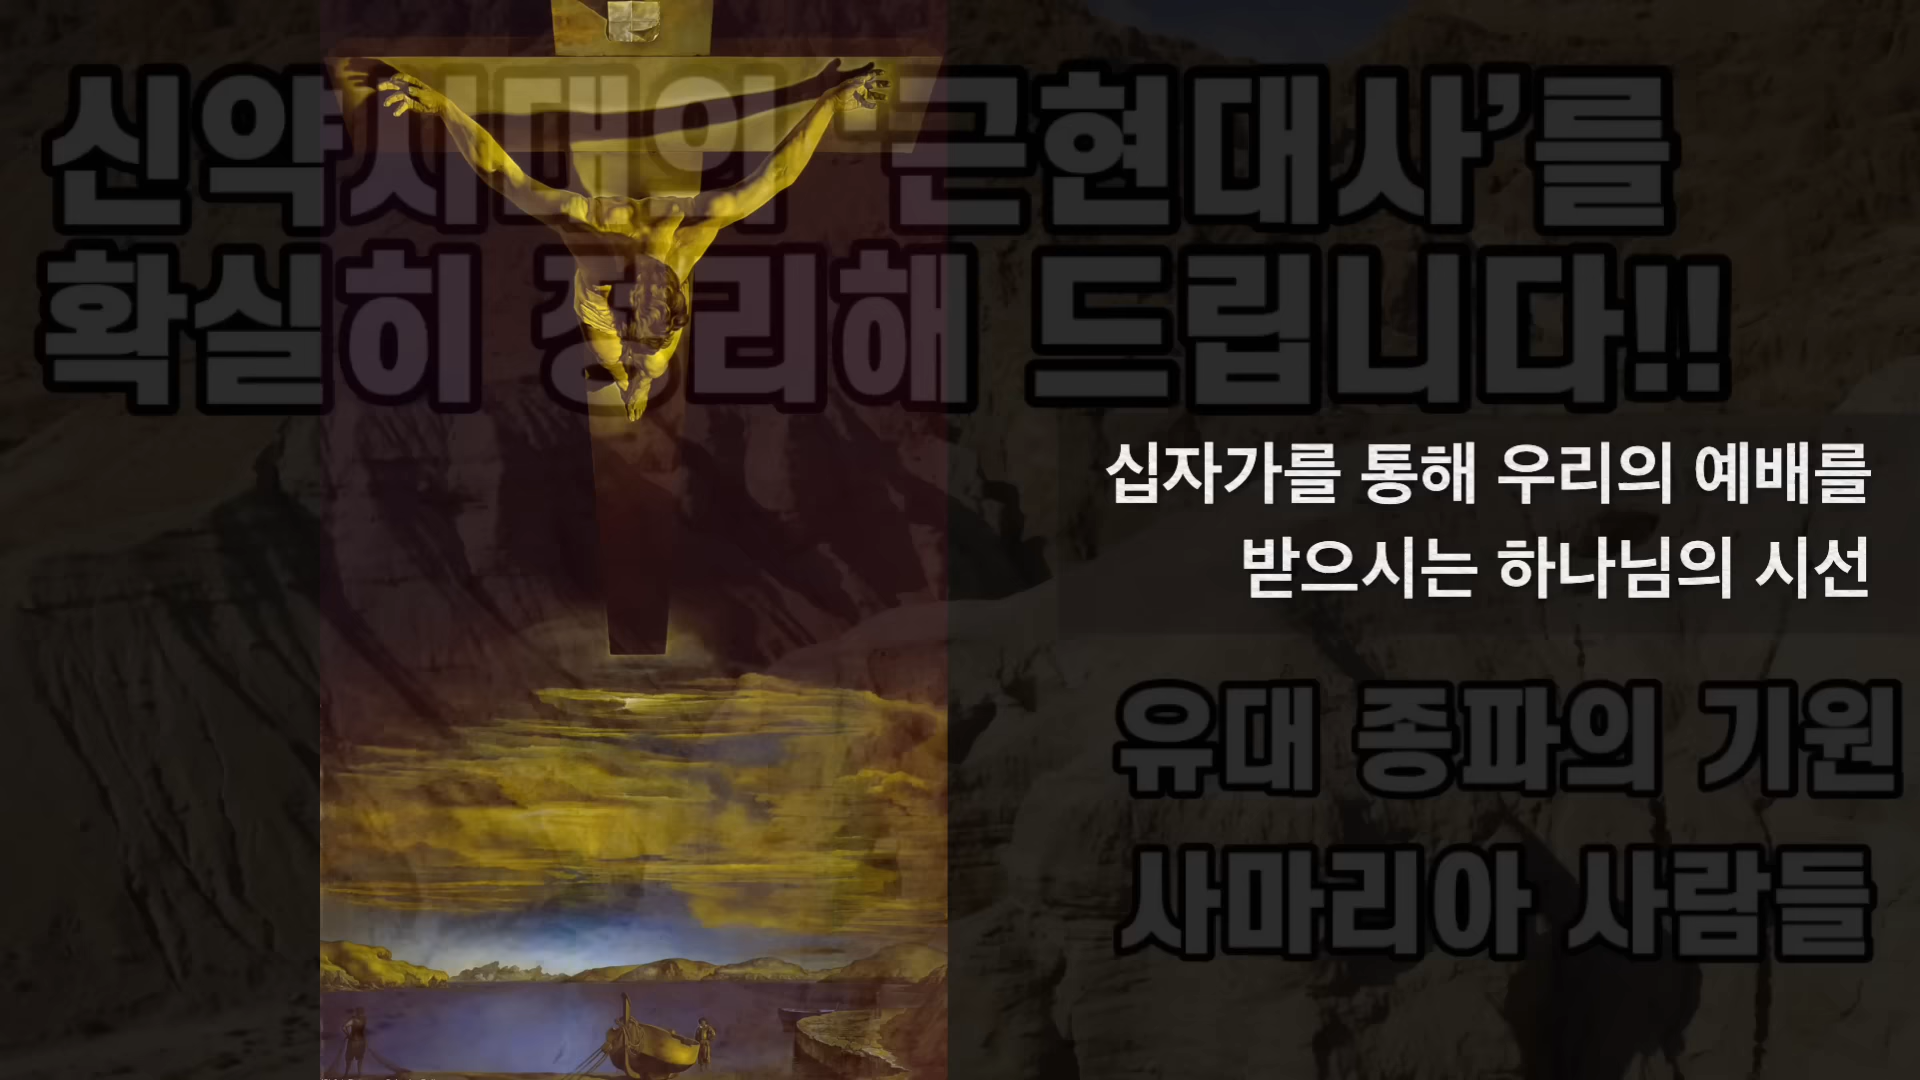 신약시대의 ‘근현대사’를
확실히 정리해 드립니다!!
십자가를 통해 우리의 예배를
받으시는 하나님의 시선
유대 종파의 기원
사마리아 사람들